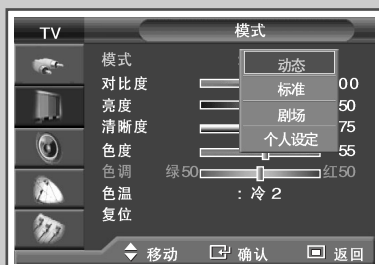 TV 模式
模式 :
动态
标准
剧场
个人设定
对比度 00
亮度 50
清晰度 75
色度 55
色调 绿50 红50
色温 : 冷 2
复位
移动 确认 返回